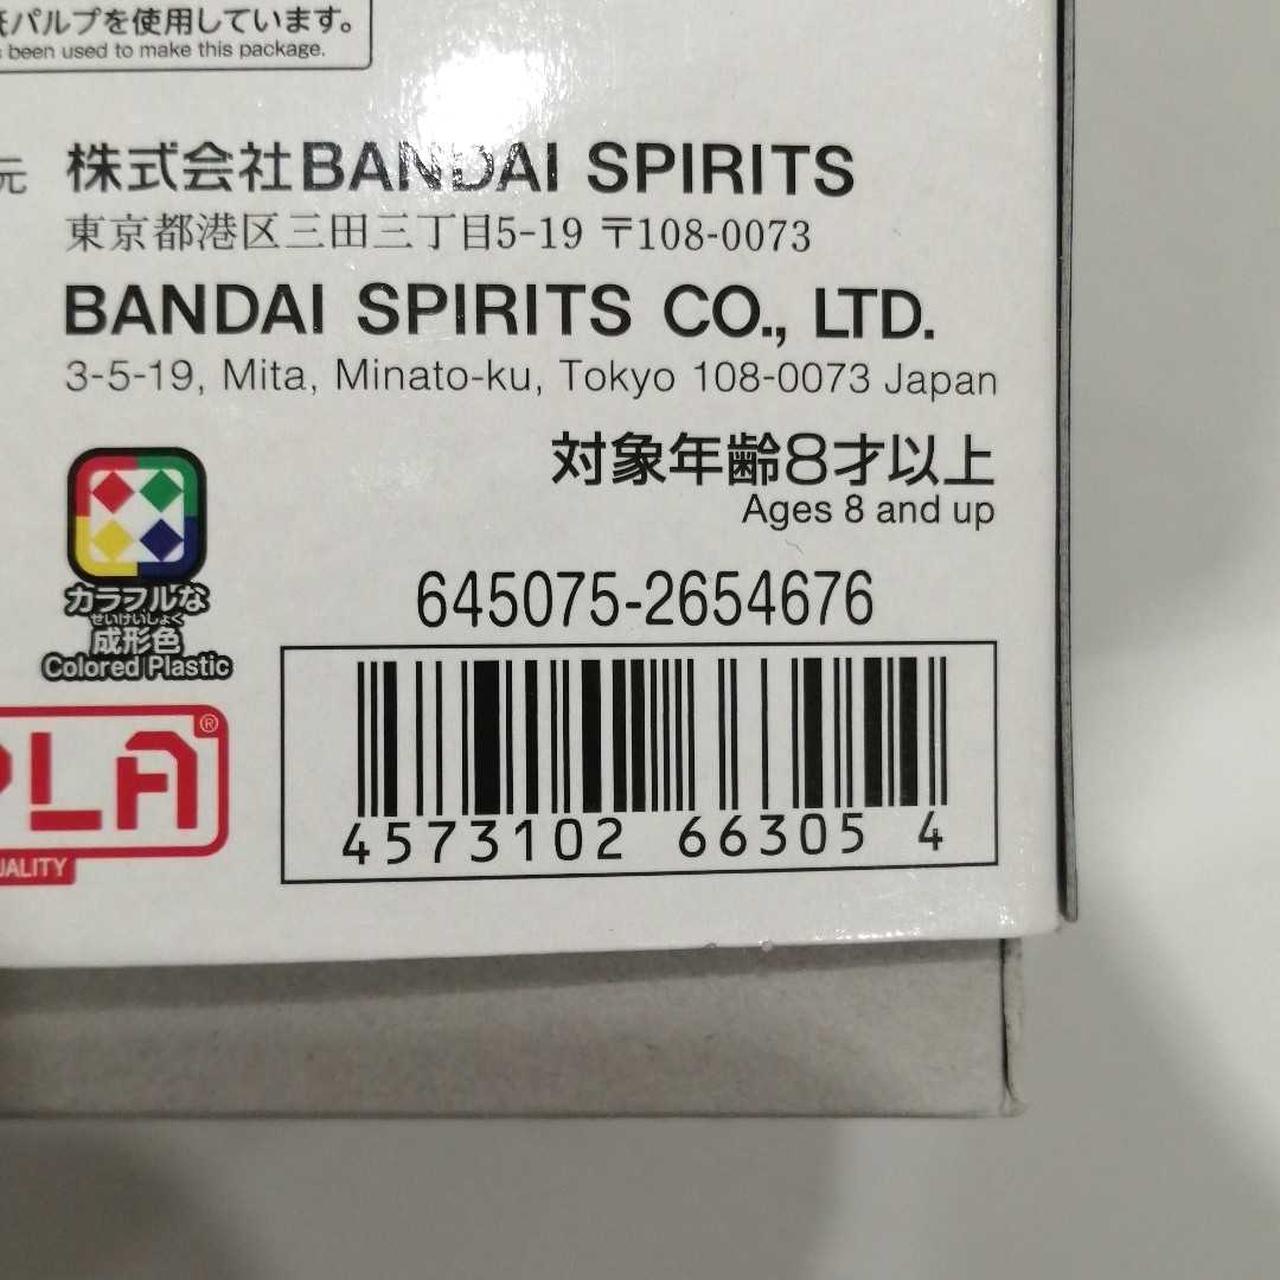 パルプを使用しています。
been used to make this package.
元 株式会社BANDAI SPIRITS
東京都港区三田三丁目5-19 〒108-0073
BANDAI SPIRITS CO., LTD.
3-5-19, Mita, Minato-ku, Tokyo 108-0073 Japan
対象年齢8才以上
Ages 8 and up
カラフルな
せいけいしょく
成形色
Colored Plastic
645075-2654676
4573102 66305 4
PLA®
UALITY